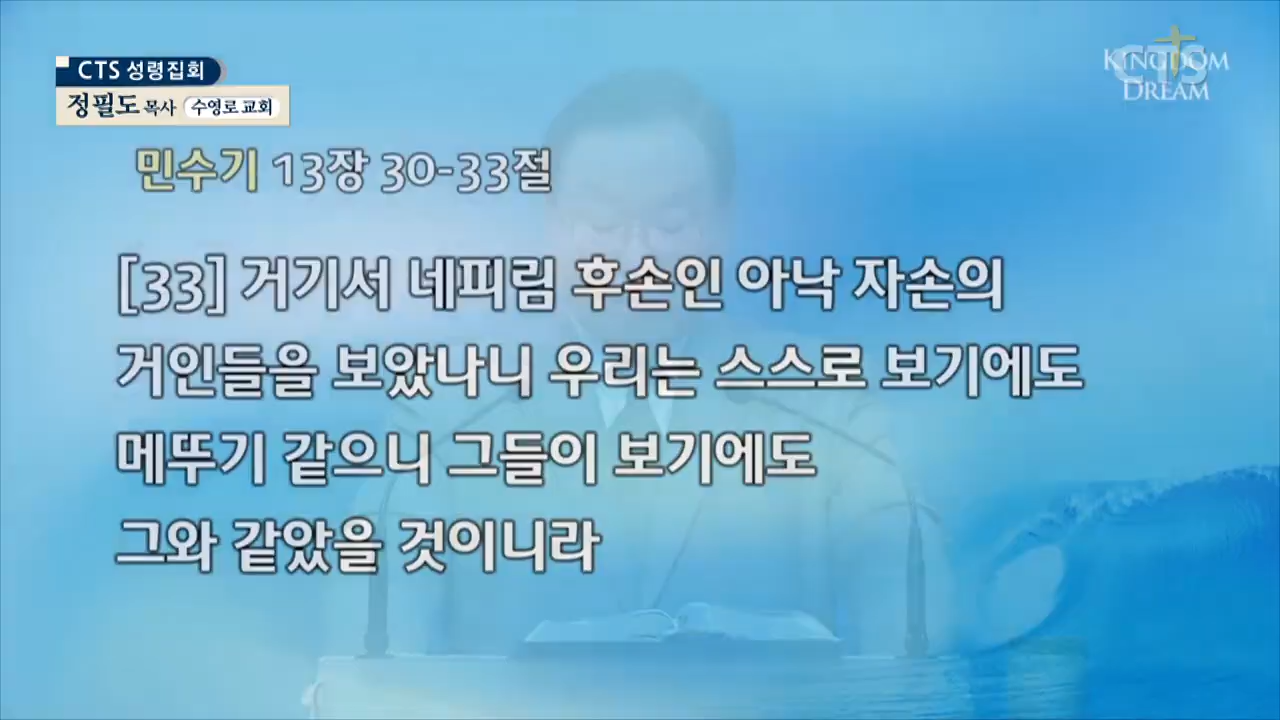 CTS 성령집회
정필도 목사 수영로교회
KINGDOM
CTS
DREAM
민수기 13장 30-33절
[33] 거기서 네피림 후손인 아낙 자손의
거인들을 보았나니 우리는 스스로 보기에도
메뚜기 같으니 그들이 보기에도
그와 같았을 것이니라